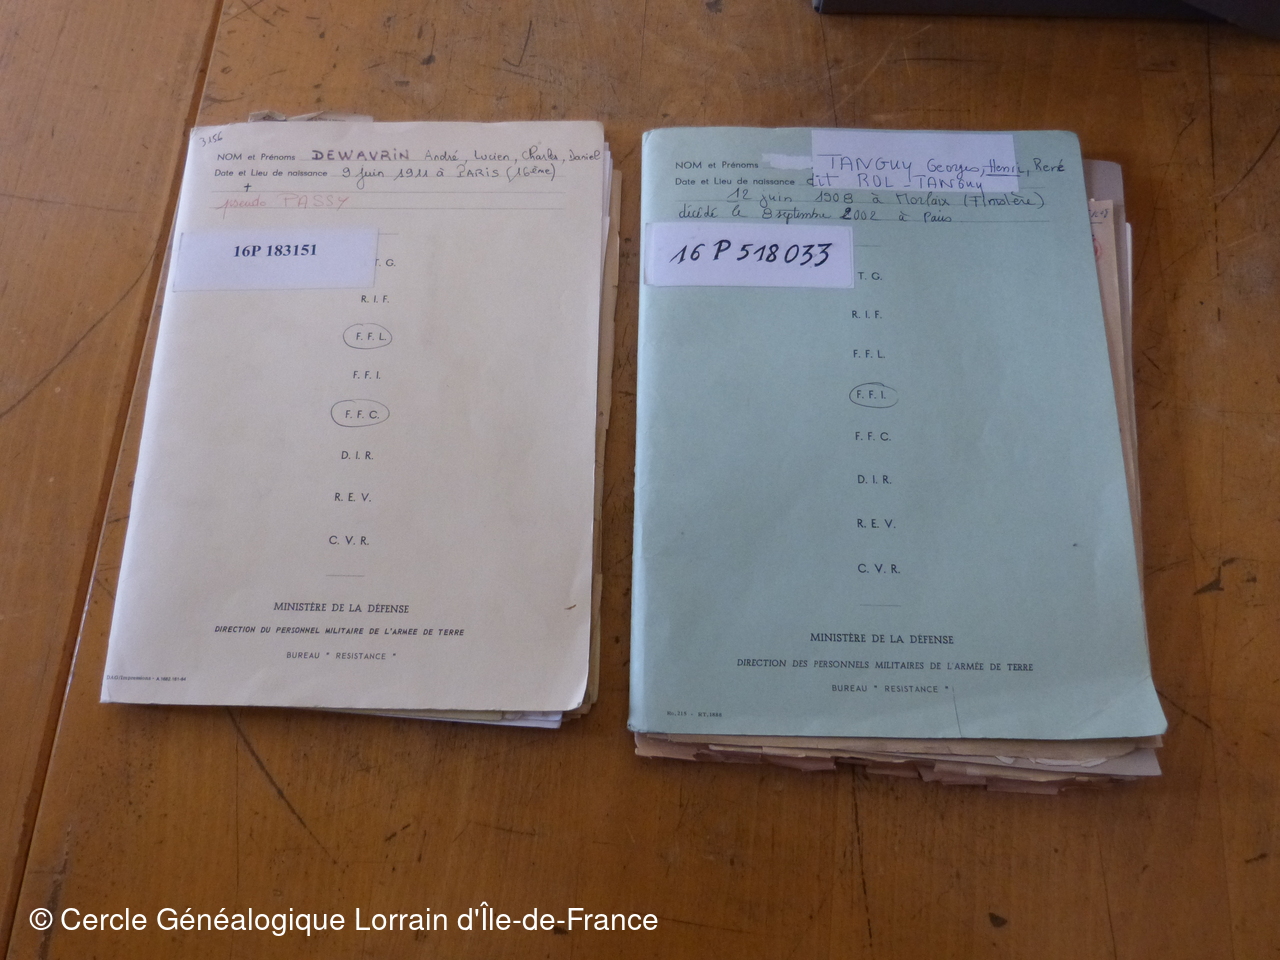 3256
NOM et Prénoms DEWAVRIN André, Lucien, Charles, Daniel
Date et Lieu de naissance 9 juin 1911 à PARIS (16ème)
+
pseudo PASSY
16P 183151
T. G.
R. I. F.
F. F. L.
F. F. I.
F. F. C.
D. I. R.
R. E. V.
C. V. R.
MINISTÈRE DE LA DÉFENSE
DIRECTION DU PERSONNEL MILITAIRE DE L'ARMÉE DE TERRE
BUREAU " RESISTANCE "
NOM et Prénoms TANGUY Georges, Henri, René
Date et Lieu de naissance dit ROL-TANGUY
12 juin 1908 à Morlaix (Finistère)
décédé le 8 septembre 2002 à Paris
16 P 518 033
T. G.
R. I. F.
F. F. L.
F. F. I.
F. F. C.
D. I. R.
R. E. V.
C. V. R.
MINISTÈRE DE LA DÉFENSE
DIRECTION DES PERSONNELS MILITAIRES DE L'ARMÉE DE TERRE
BUREAU " RESISTANCE "
© Cercle Généalogique Lorrain d'Île-de-France